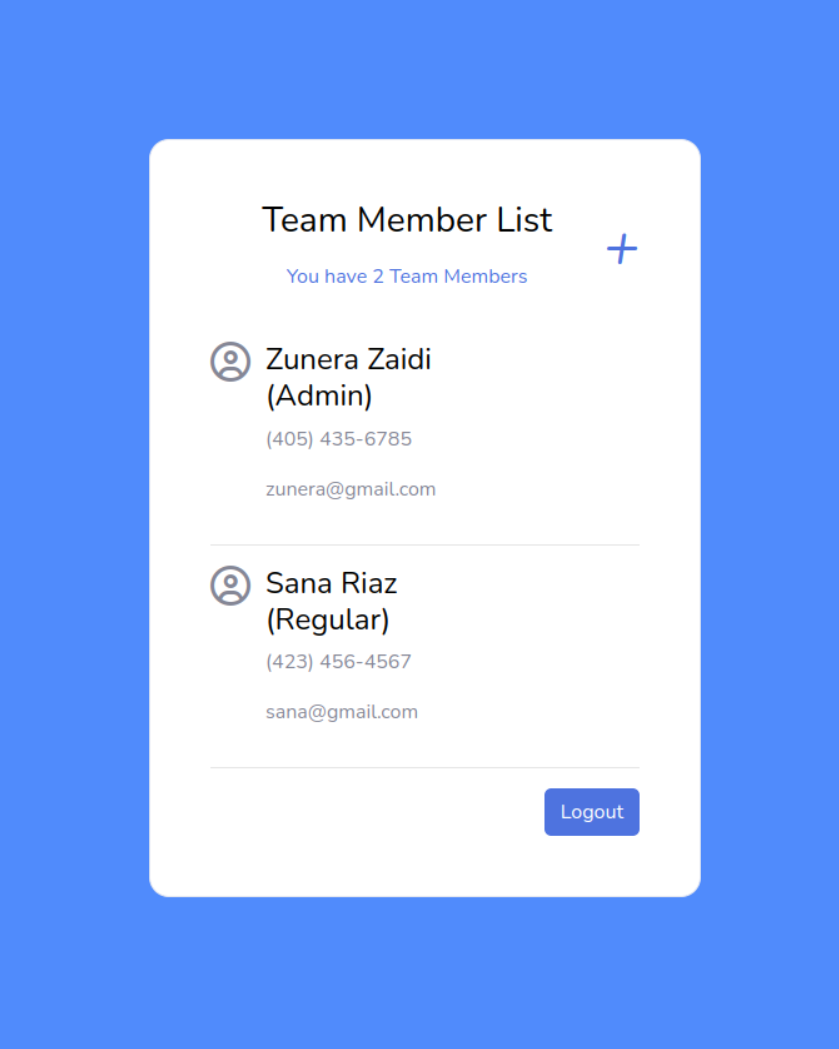 Team Member List
You have 2 Team Members
Zunera Zaidi
(Admin)
(405) 435-6785
zunera@gmail.com
Sana Riaz
(Regular)
(423) 456-4567
sana@gmail.com
Logout